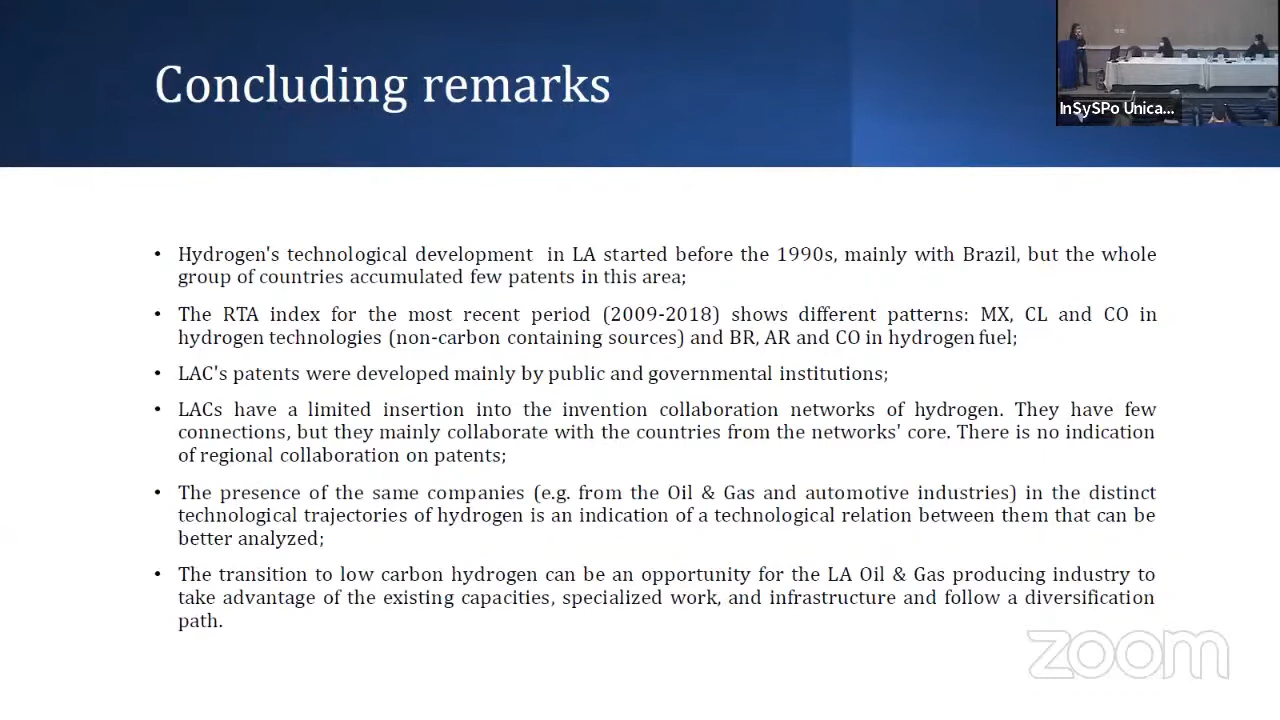 Concluding remarks
InSySPo Unica...
• Hydrogen's technological development in LA started before the 1990s, mainly with Brazil, but the whole
group of countries accumulated few patents in this area;
• The RTA index for the most recent period (2009-2018) shows different patterns: MX, CL and CO in
hydrogen technologies (non-carbon containing sources) and BR, AR and CO in hydrogen fuel;
• LAC's patents were developed mainly by public and governmental institutions;
• LACs have a limited insertion into the invention collaboration networks of hydrogen. They have few
connections, but they mainly collaborate with the countries from the networks' core. There is no indication
of regional collaboration on patents;
• The presence of the same companies (e.g. from the Oil & Gas and automotive industries) in the distinct
technological trajectories of hydrogen is an indication of a technological relation between them that can be
better analyzed;
• The transition to low carbon hydrogen can be an opportunity for the LA Oil & Gas producing industry to
take advantage of the existing capacities, specialized work, and infrastructure and follow a diversification
path.
zoom